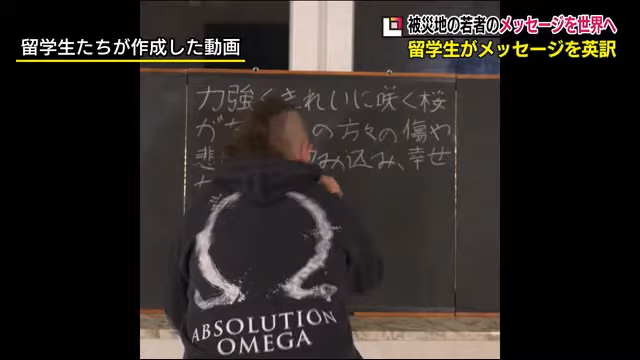 留学生たちが作成した動画
被災地の若者のメッセージを世界へ
留学生がメッセージを英訳
力強くきれいに咲く桜
が の方々の傷や
悲 み込み、幸せ
ABSOLUTION
OMEGA